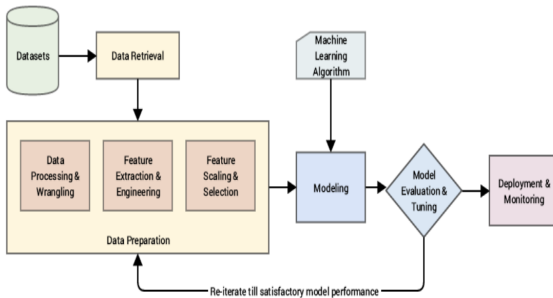 Datasets
Data Retrieval
Machine
Learning
Algorithm
Data
Processing &
Wrangling
Feature
Extraction &
Engineering
Feature
Scaling &
Selection
Data Preparation
Modeling
Model
Evaluation &
Tuning
Deployment &
Monitoring
Re-iterate till satisfactory model performance